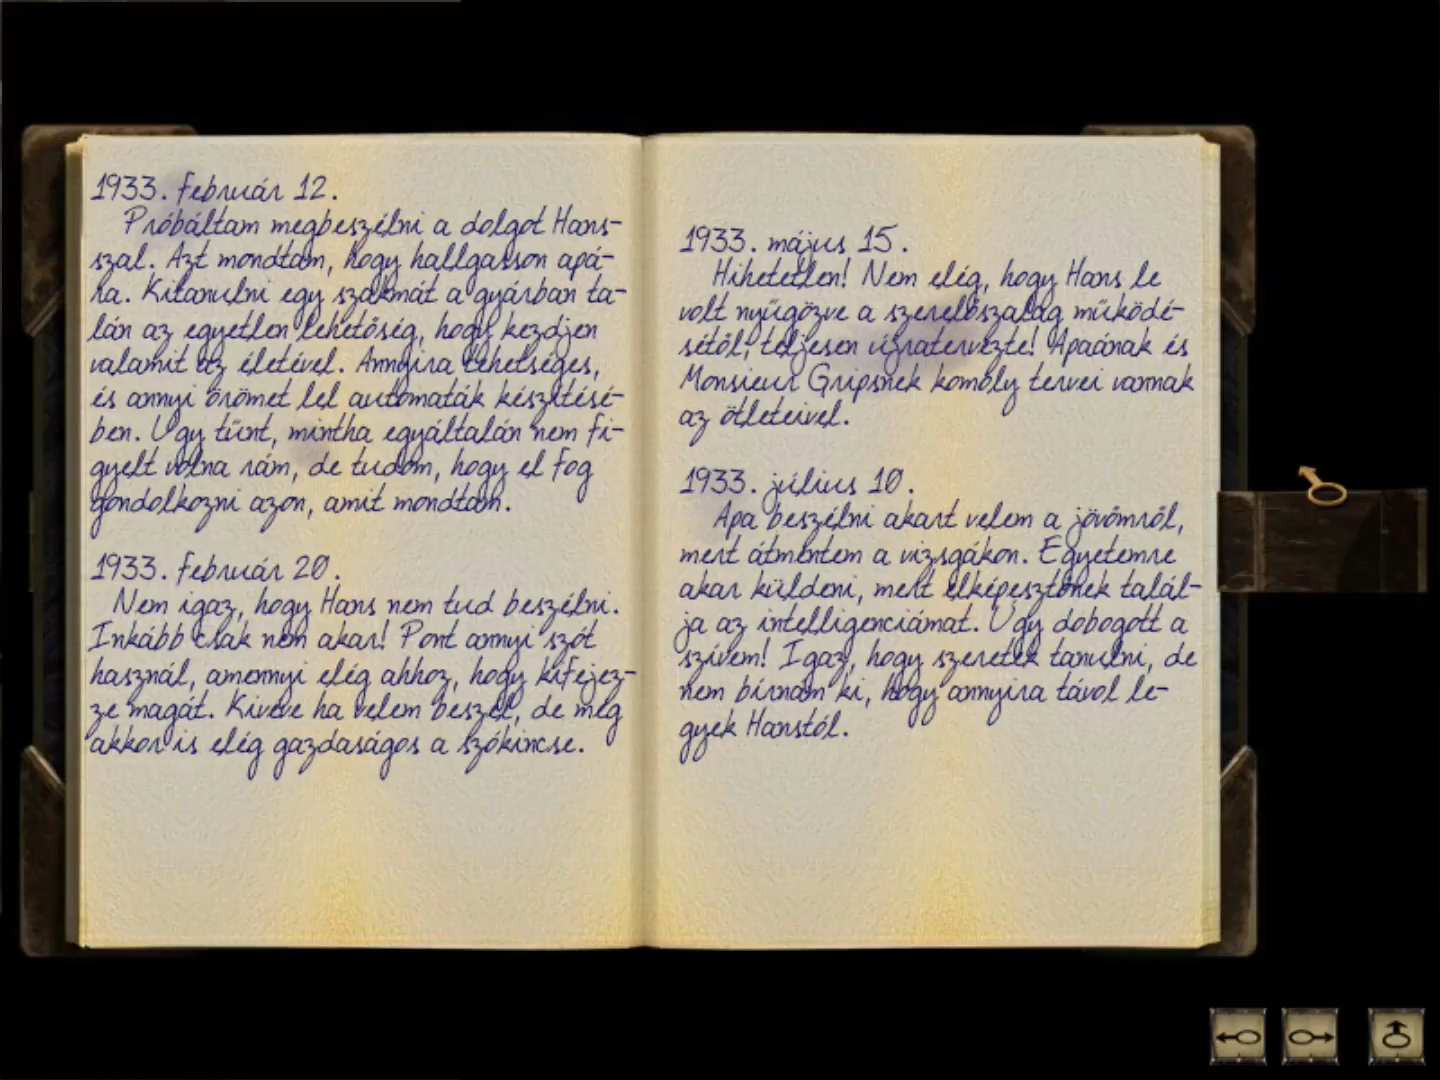 1933. február 12.
Próbáltam megbeszélni a dolgot Hans-
szal. Azt mondtam, hogy hallgasson apá-
ra. Kitanulni egy szakmát a gyárban ta-
lán az egyetlen lehetőség, hogy kezdjen
valamit az életével. Annyira tehetséges,
és annyi örömet lel automaták készítésé-
ben. Úgy tűnt, mintha egyáltalán nem fi-
gyelt volna rám, de tudom, hogy el fog
gondolkozni azon, amit mondtam.
1933. február 20.
Nem igaz, hogy Hans nem tud beszélni.
Inkább csak nem akar! Pont annyi szót
használ, amennyi elég ahhoz, hogy kifejez-
ze magát. Kivéve ha velem beszél, de még
akkor is elég gazdaságos a szókincse.
1933. május 15.
Hihetetlen! Nem elég, hogy Hans le
volt nyűgözve a szerelőszalag működé-
sétől, teljesen újratervezte! Apaának és
Monsieur Gripsnek komoly tervei vannak
az ötleteivel.
1933. július 10.
Apa beszélni akart velem a jövőmről,
mert átmentem a vizsgákon. Egyetemre
akar küldeni, mert elképesztőnek talál-
ja az intelligenciámat. Úgy dobogott a
szívem! Igaz, hogy szeretek tanulni, de
nem bírnám ki, hogy annyira távol le-
gyek Hanstól.